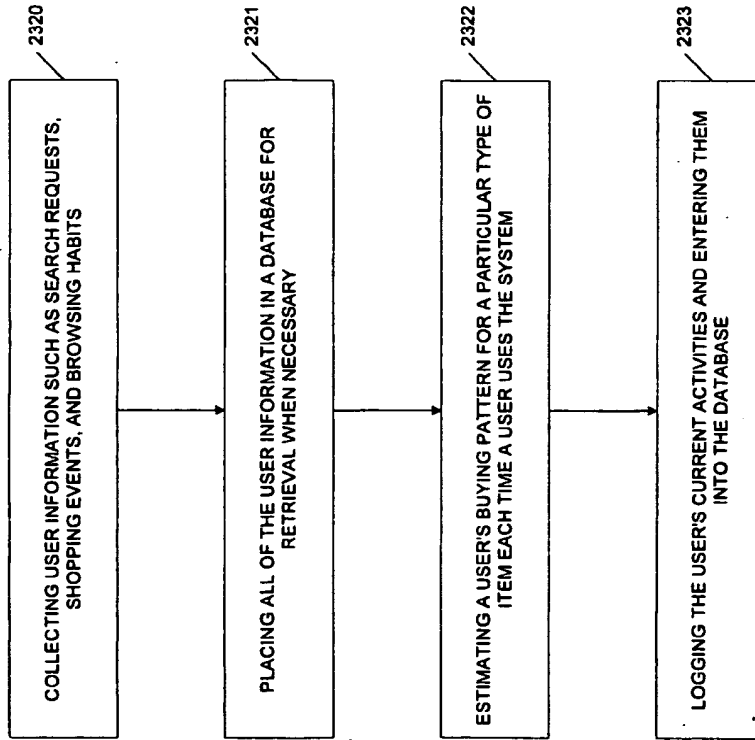 2320
COLLECTING USER INFORMATION SUCH AS SEARCH REQUESTS,
SHOPPING EVENTS, AND BROWSING HABITS
2321
PLACING ALL OF THE USER INFORMATION IN A DATABASE FOR
RETRIEVAL WHEN NECESSARY
2322
ESTIMATING A USER'S BUYING PATTERN FOR A PARTICULAR TYPE OF
ITEM EACH TIME A USER USES THE SYSTEM
2323
LOGGING THE USER'S CURRENT ACTIVITIES AND ENTERING THEM
INTO THE DATABASE